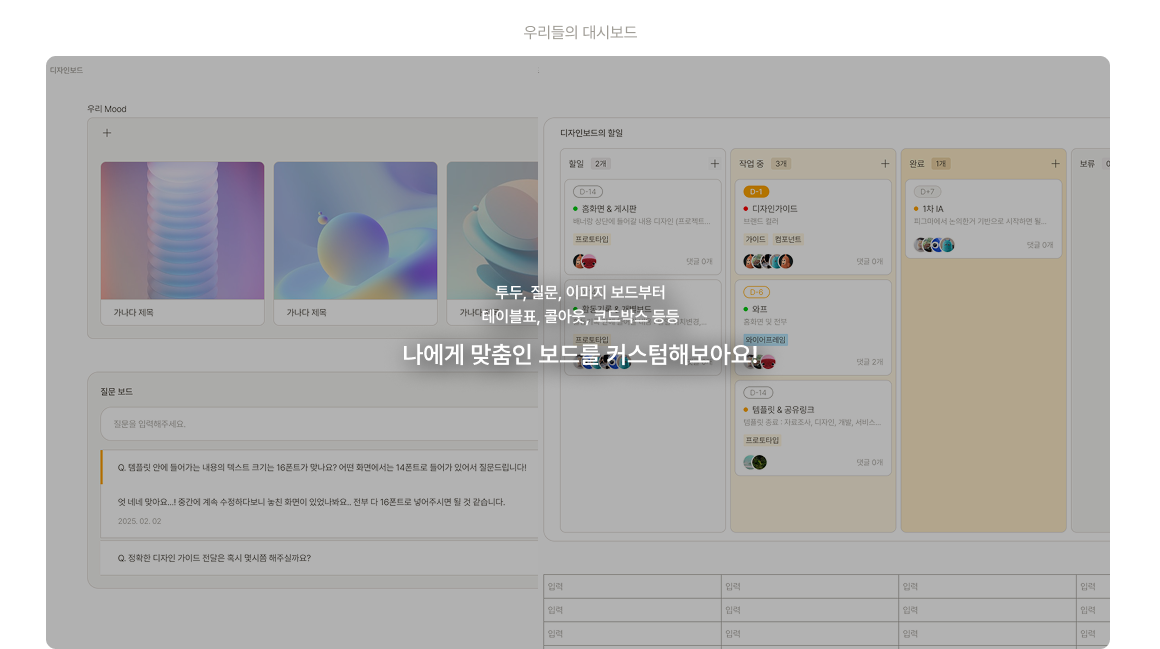 우리들의 대시보드
디자인보드
우리 Mood
가나다 제목
가나다 제목
질문 보드
질문을 입력해주세요.
Q. 템플릿 안에 들어가는 내용의 텍스트 크기는 16폰트가 맞나요? 어떤 화면에서는 14폰트로 들어가 있어서 질문드립니다!
엇 네네 맞아요...! 중간에 계속 수정하다보니 놓친 화면이 있었나봐요.. 전부 다 16폰트로 넣어주시면 될 것 같습니다.
2025. 02. 02
Q. 정확한 디자인 가이드 전달은 혹시 몇시쯤 해주실까요?
디자인보드의 할일
할일 2개
D-14
홈화면 & 게시판
배너랑 상단에 들어갈 내용 디자인 (프로젝트...
프로토타입
댓글 0개
프로토타입
작업 중 3개
D-1
디자인가이드
브랜드 컬러
가이드 컴포넌트
댓글 0개
D-6
와프
홈화면 및 전부
와이어프레임
댓글 2개
D-14
템플릿 & 공유링크
템플릿 종료 : 자료조사, 디자인, 개발, 서비스...
프로토타입
댓글 0개
완료 1개
D+7
1차 IA
피그마에서 논의한거 기반으로 시작하면 될...
댓글 0개
보류
투두, 질문, 이미지 보드부터
테이블표, 콜아웃, 코드박스 등등
나에게 맞춤인 보드를 커스텀해보아요!
입력 입력 입력 입력
입력 입력 입력 입력
입력 입력 입력 입력